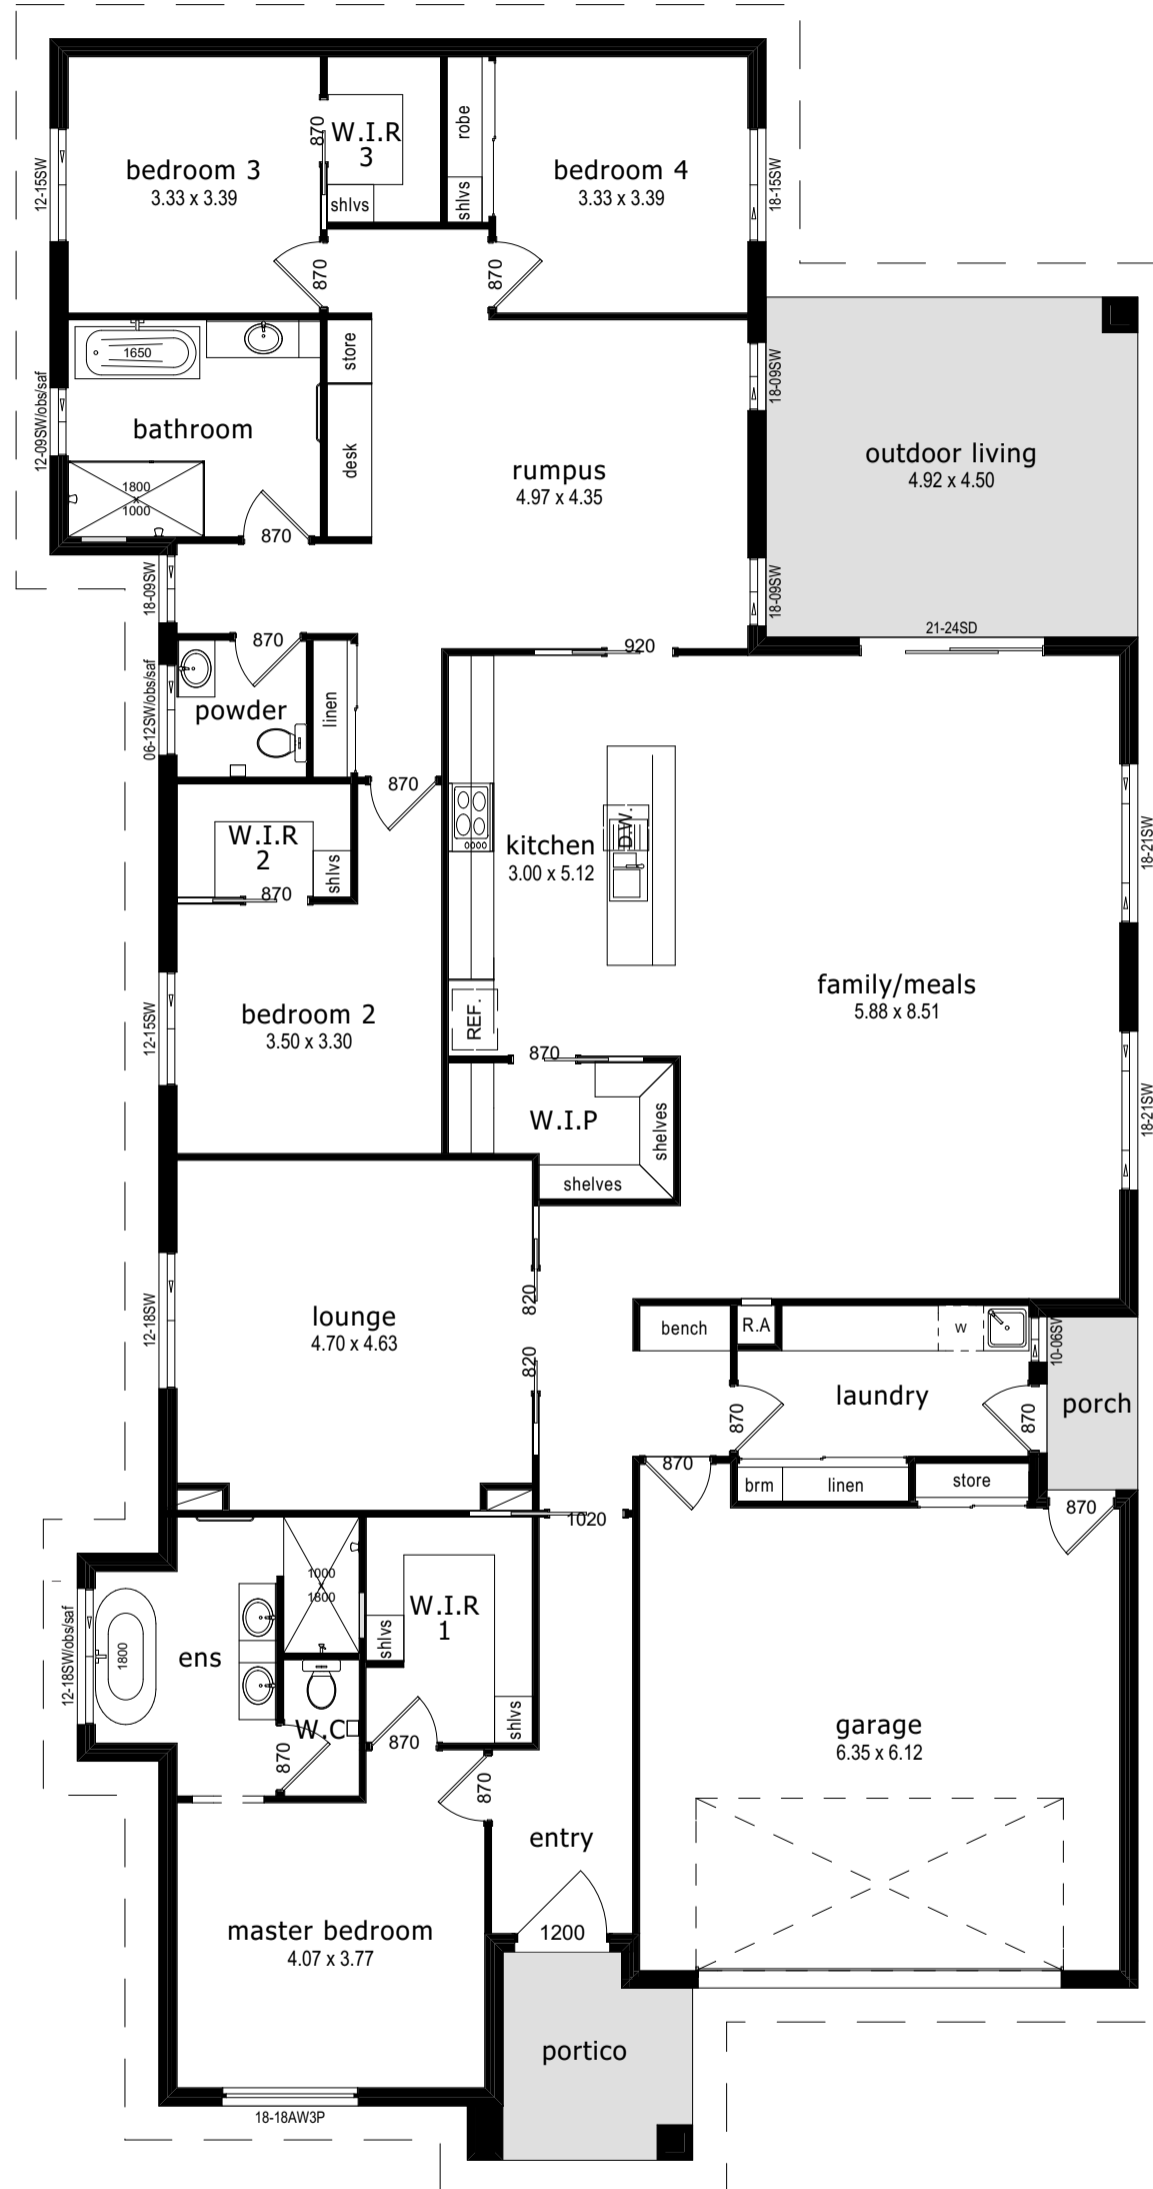 bedroom 3
3.33 x 3.39
12-15SW
870
W.I.R
3
shlvs
robe
shlvs
bedroom 4
3.33 x 3.39
18-15SW
870
870
1650
store
bathroom
12-09SW/obs/saf
desk
1800
x
1000
870
rumpus
4.97 x 4.35
18-09SW
outdoor living
4.92 x 4.50
18-09SW
18-09SW
21-24SD
870
920
06-12SW/obs/saf
powder
linen
870
W.I.R
2
shlvs
870
kitchen
3.00 x 5.12
D.W.
18-21SW
family/meals
5.88 x 8.51
bedroom 2
3.50 x 3.30
12-15SW
REF.
870
W.I.P
shelves
shelves
18-21SW
lounge
4.70 x 4.63
12-18SW
820
820
bench
R.A
W
10-06SW
laundry
porch
870
870
870
brm
linen
store
870
1020
1000
x
1800
W.I.R
1
shlvs
shlvs
ens
1800
12-18SW/obs/saf
W.C
870
870
870
garage
6.35 x 6.12
entry
1200
master bedroom
4.07 x 3.77
portico
18-18AW3P